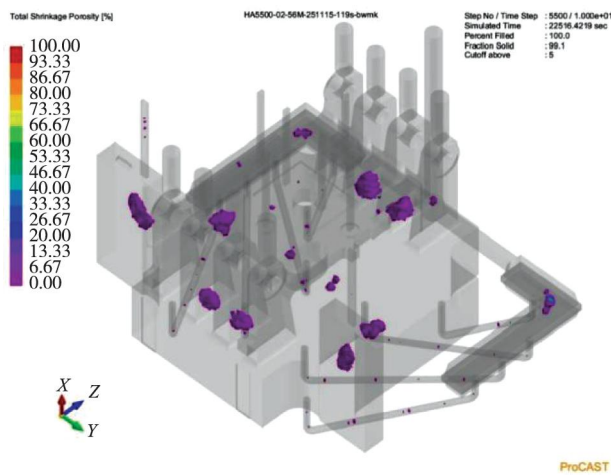 Total Shrinkage Porosity [%]
HA5500-02-56M-251115-119s-bwmk
Step No / Time Step : 5500 / 1.000e+01
Simulated Time : 22516.4219 sec
Percent Filled : 100.0
Fraction Solid : 99.1
Cutoff above : 5
100.00
93.33
86.67
80.00
73.33
66.67
60.00
53.33
46.67
40.00
33.33
26.67
20.00
13.33
6.67
0.00
X
Z
Y
ProCAST